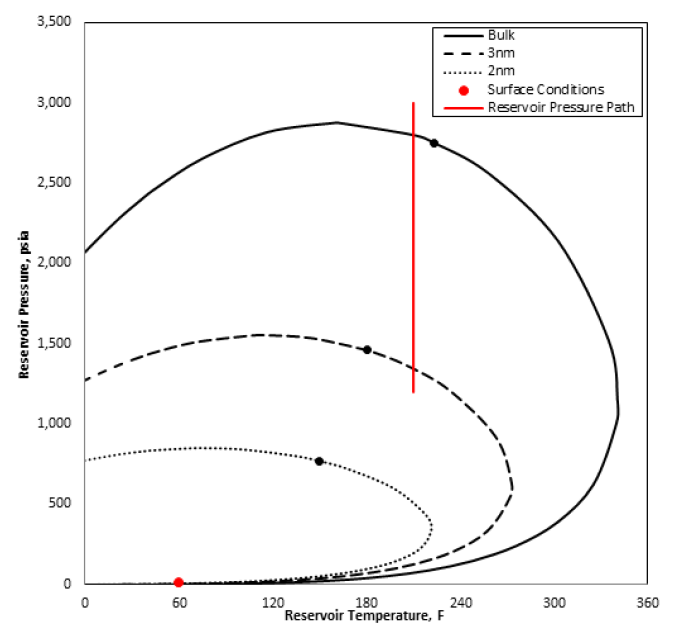 3,500
3,000
2,500
2,000
1,500
1,000
500
0
Reservoir Pressure, psia
Bulk
3nm
2nm
Surface Conditions
Reservoir Pressure Path
0 60 120 180 240 300 360
Reservoir Temperature, F